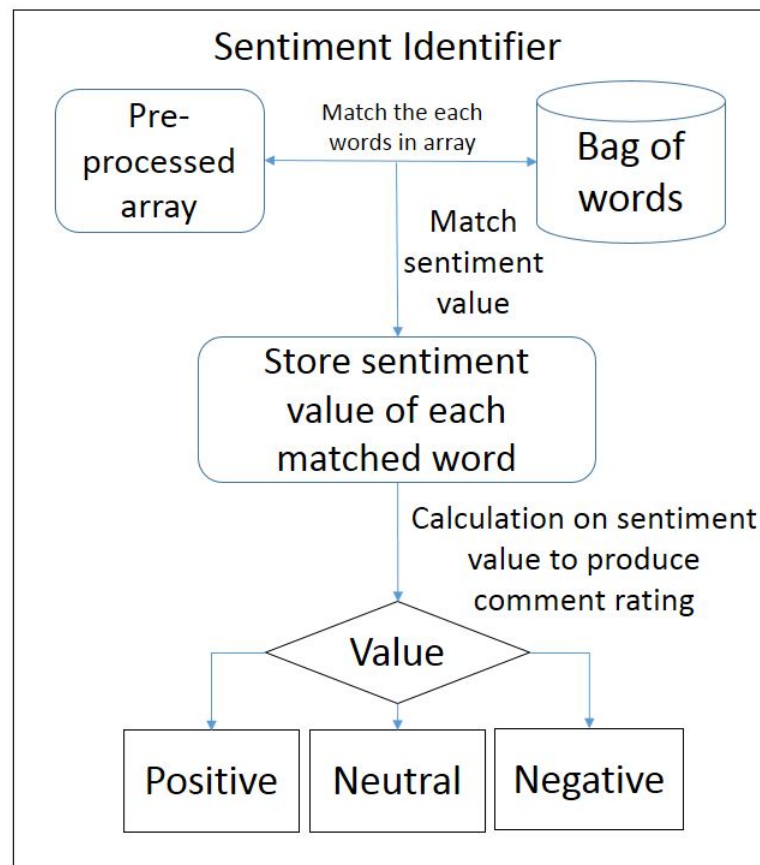 Sentiment Identifier
Pre-
processed
array
Match the each
words in array
Bag of
words
Match
sentiment
value
Store sentiment
value of each
matched word
Calculation on sentiment
value to produce
comment rating
Value
Positive
Neutral
Negative